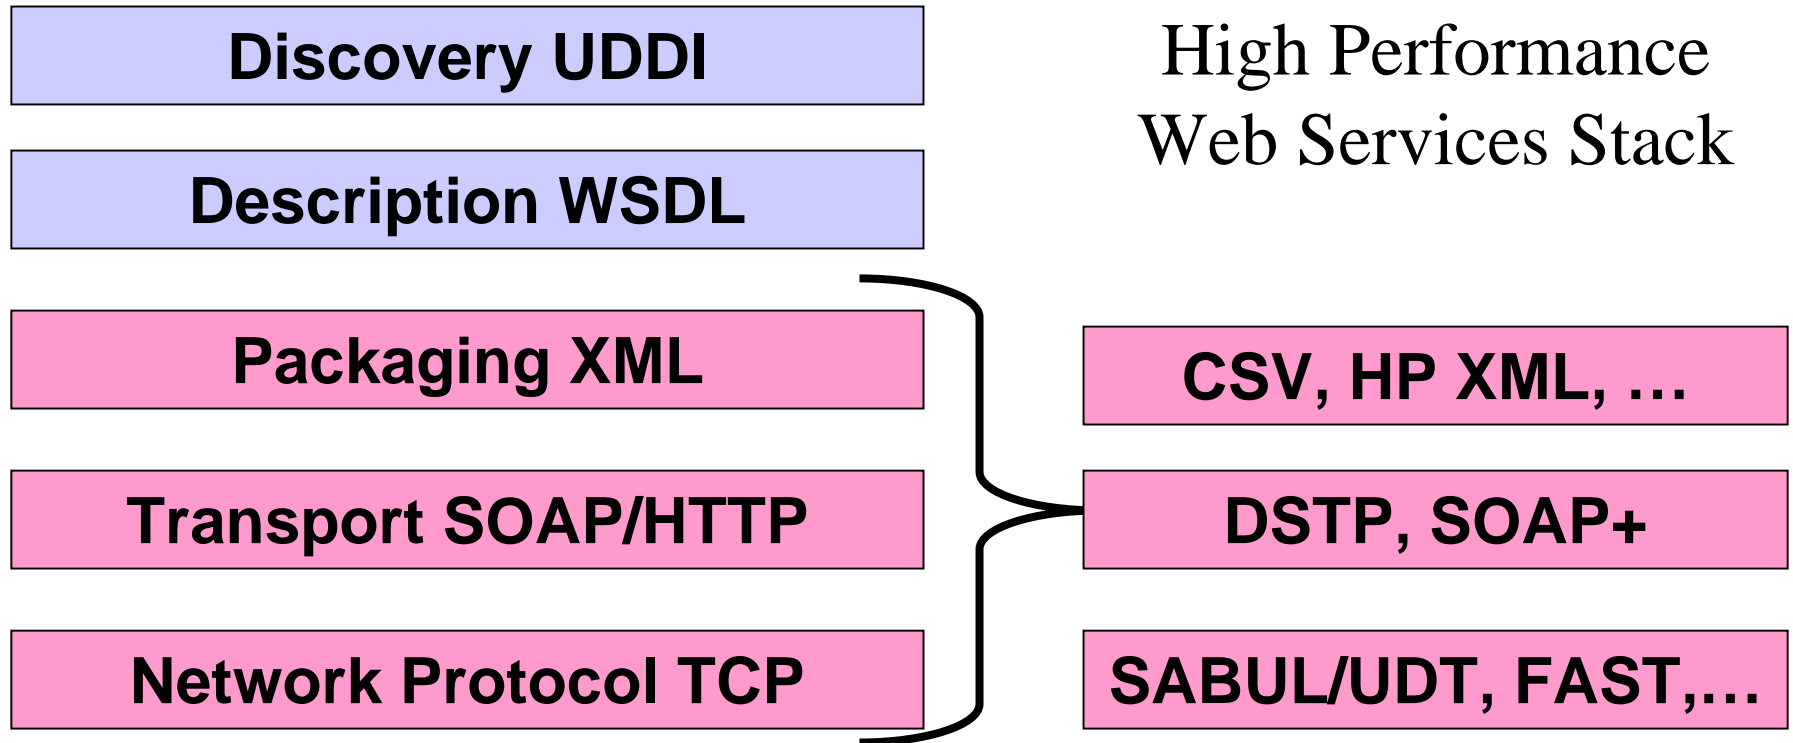 Discovery UDDI
High Performance
Web Services Stack
Description WSDL
Packaging XML
CSV, HP XML, …
Transport SOAP/HTTP
DSTP, SOAP+
Network Protocol TCP
SABUL/UDT, FAST,…